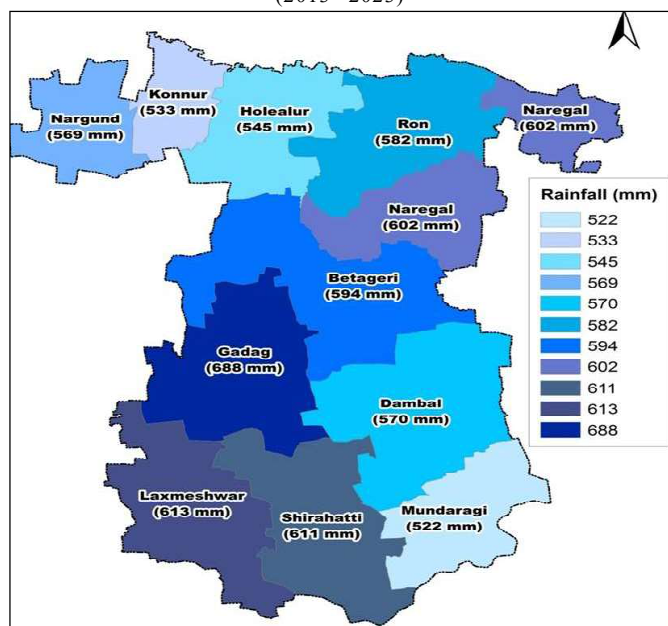 (2013 - 2023)
Konnur
(533 mm)
Nargund
(569 mm)
Holealur
(545 mm)
Ron
(582 mm)
Naregal
(602 mm)
Naregal
(602 mm)
Betageri
(594 mm)
Gadag
(688 mm)
Dambal
(570 mm)
Laxmeshwar
(613 mm)
Shirahatti
(611 mm)
Mundaragi
(522 mm)
Rainfall (mm)
522
533
545
569
570
582
594
602
611
613
688